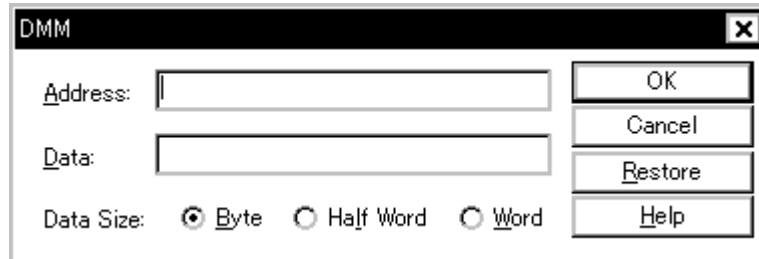 DMM
Address:
OK
Cancel
Data:
Restore
Data Size: Byte Half Word Word
Help